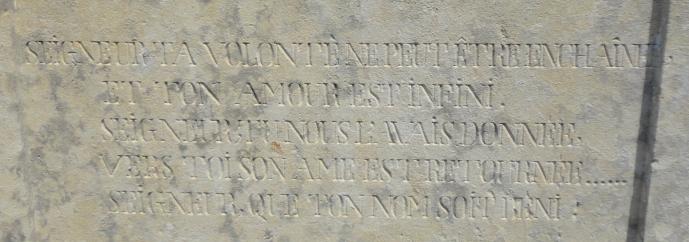 SEIGNEUR, TA VOLONTÉ NE PEUT ÊTRE ENCHAÎNÉE,
ET TON AMOUR EST INFINI.
SEIGNEUR, TU NOUS L'AVAIS DONNÉE,
VERS TOI SON ÂME EST RETOURNÉE......
SEIGNEUR, QUE TON NOM SOIT BÉNI !